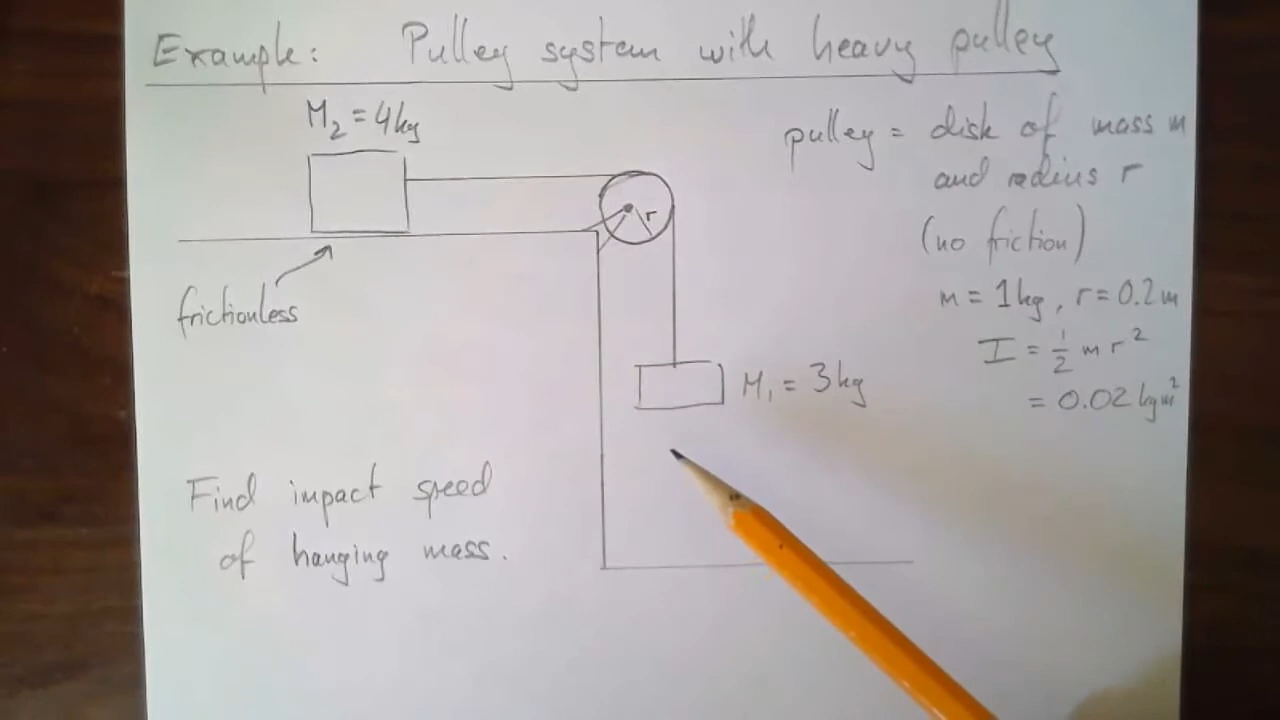 Example: Pulley system with heavy pulley
M₂ = 4kg
pulley = disk of mass m
and radius r
(no friction)
m = 1kg, r = 0.2m
I = 1/2 m r²
= 0.02 kgm²
r
frictionless
M₁ = 3kg
Find impact speed
of hanging mass.